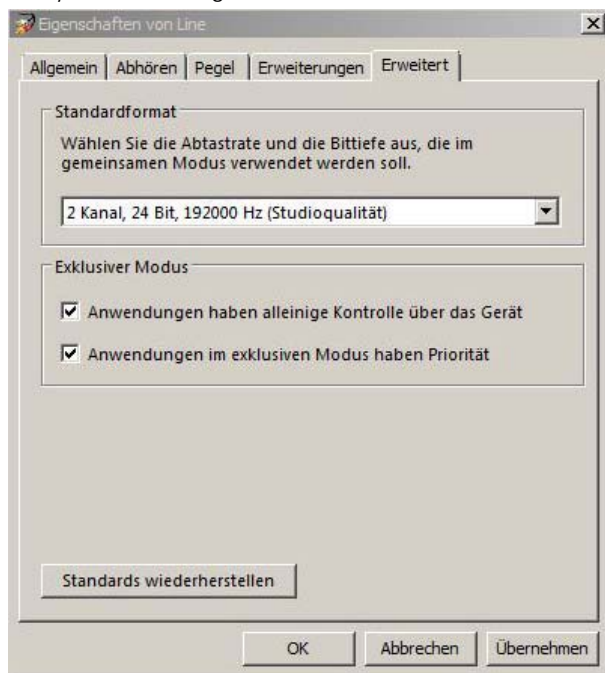 Eigenschaften von Line
Allgemein Abhören Pegel Erweiterungen Erweitert
Standardformat
Wählen Sie die Abtastrate und die Bittiefe aus, die im
gemeinsamen Modus verwendet werden soll.
2 Kanal, 24 Bit, 192000 Hz (Studioqualität)
Exklusiver Modus
Anwendungen haben alleinige Kontrolle über das Gerät
Anwendungen im exklusiven Modus haben Priorität
Standards wiederherstellen
OK Abbrechen Übernehmen